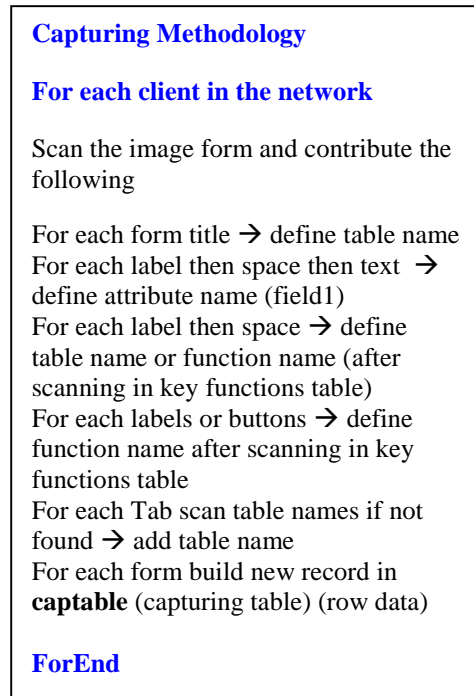 Capturing Methodology
For each client in the network
Scan the image form and contribute the
following
For each form title → define table name
For each label then space then text →
define attribute name (field1)
For each label then space → define
table name or function name (after
scanning in key functions table)
For each labels or buttons → define
function name after scanning in key
functions table
For each Tab scan table names if not
found → add table name
For each form build new record in
captable (capturing table) (row data)
ForEnd